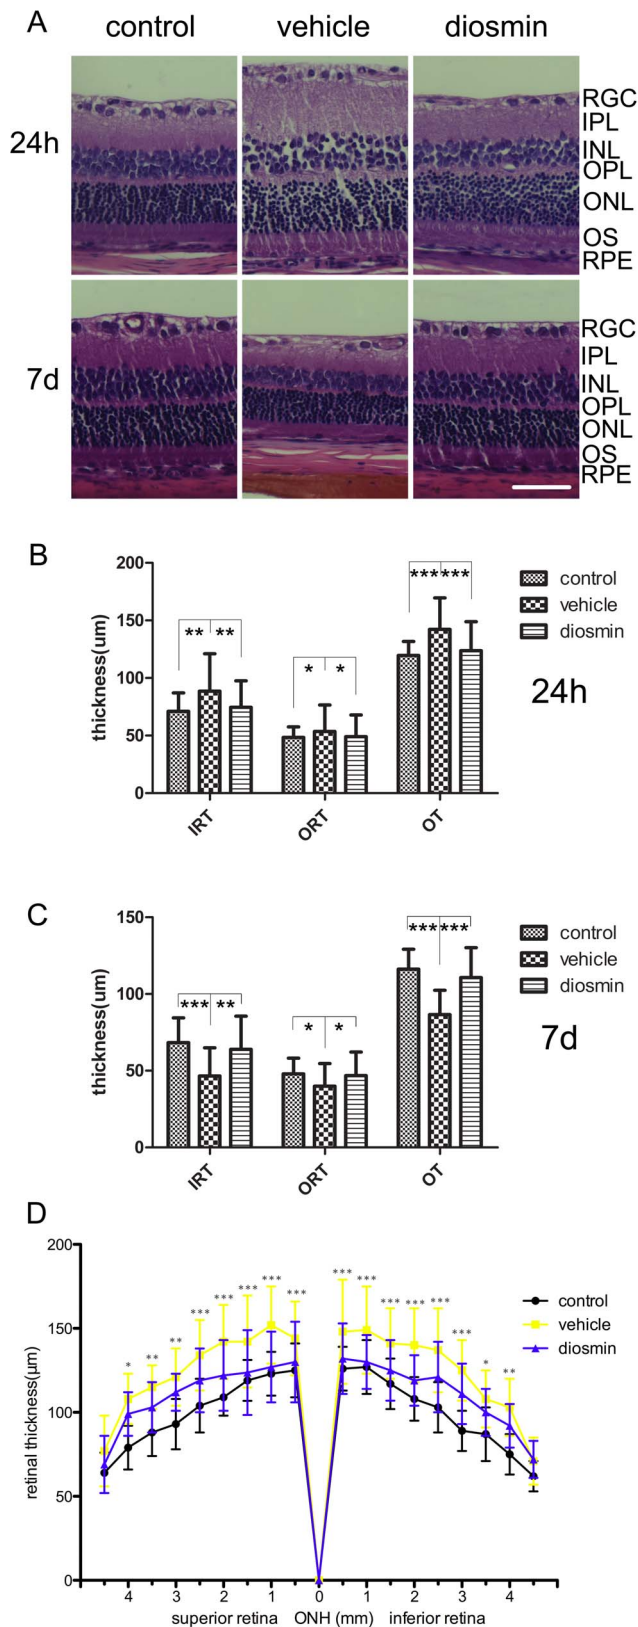 A
control vehicle diosmin
24h
RGC
IPL
INL
OPL
ONL
OS
RPE
7d
RGC
IPL
INL
OPL
ONL
OS
RPE
B
thickness(um)
200
150
100
50
0
** **
* *
*** ***
IRT ORT OT
control
vehicle
diosmin
24h
C
thickness(um)
150
100
50
0
*** **
* *
*** ***
IRT ORT OT
control
vehicle
diosmin
7d
D
retinal thickness(μm)
200
150
100
50
0
* ** ** *** *** *** *** *** *** *** *** *** *** *** * **
control
vehicle
diosmin
4 3 2 1 0 1 2 3 4
superior retina ONH (mm) inferior retina